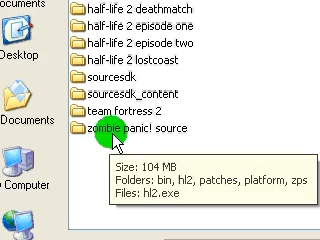 ocuments
half-life 2 deathmatch
half-life 2 episode one
Desktop
half-life 2 episode two
half-life 2 lostcoast
sourcesdk
sourcesdk_content
team fortress 2
Documents
zombie panic! source
Size: 104 MB
Folders: bin, hl2, patches, platform, zps
Files: hl2.exe
Computer